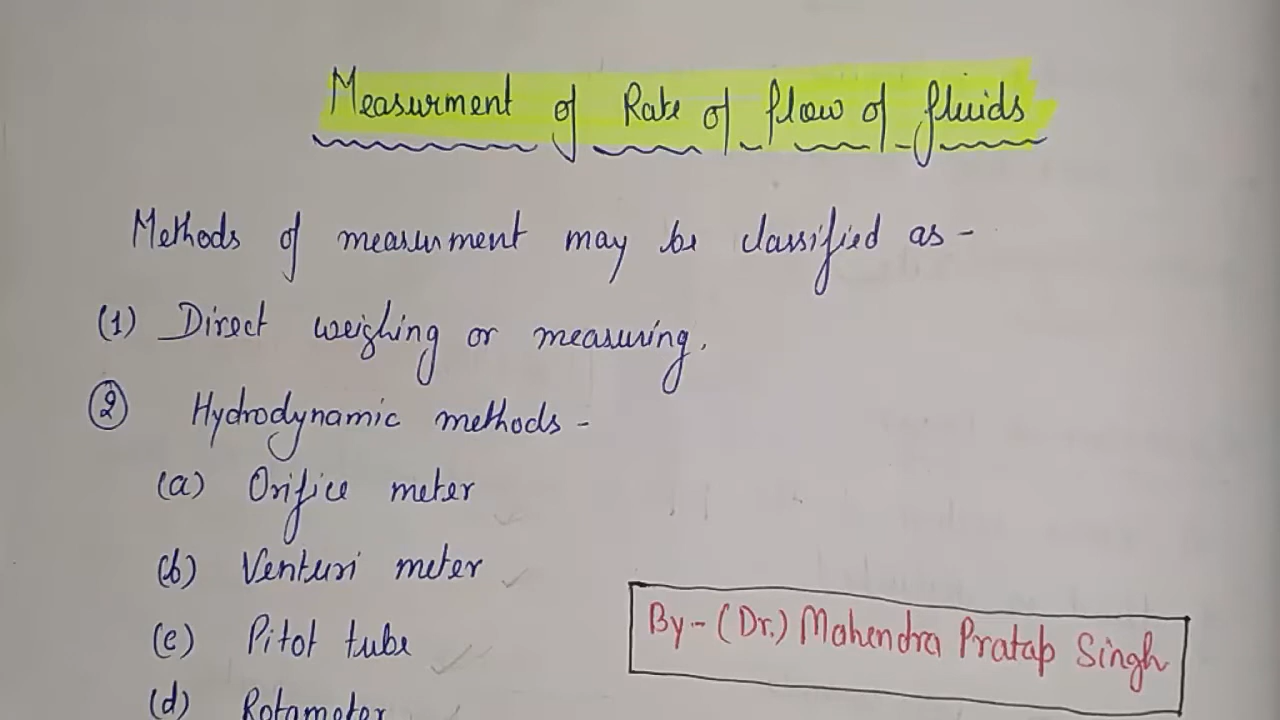 Measurment of Rate of flow of fluids
Methods of measurment may be classified as -
(1) Direct weighing or measuring.
② Hydrodynamic methods -
(a) Orifice meter
(b) Venturi meter
(c) Pitot tube
(d) Rotameter
By - (Dr.) Mahendra Pratap Singh